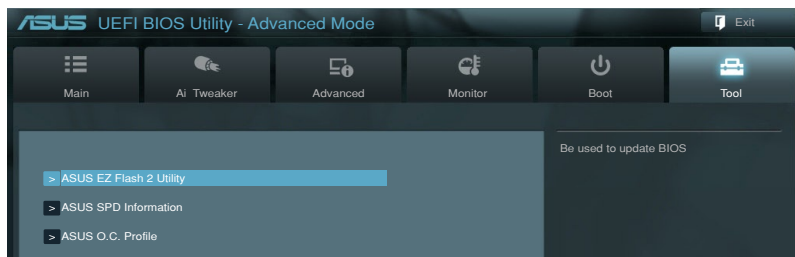 ASUS UEFI BIOS Utility - Advanced Mode
Exit
Main
Ai Tweaker
Advanced
Monitor
Boot
Tool
Be used to update BIOS
> ASUS EZ Flash 2 Utility
> ASUS SPD Information
> ASUS O.C. Profile